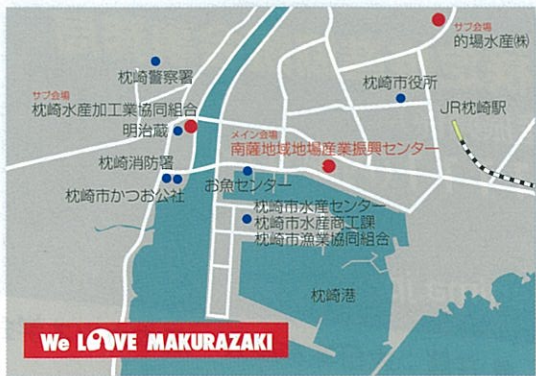 サブ会場
的場水産㈱
枕崎警察署
枕崎市役所
サブ会場
枕崎水産加工業協同組合
JR枕崎駅
明治蔵
メイン会場
南薩地域地場産業振興センター
枕崎消防署
お魚センター
枕崎市かつお公社
枕崎市水産センター
枕崎市水産商工課
枕崎市漁業協同組合
枕崎港
We LOVE MAKURAZAKI